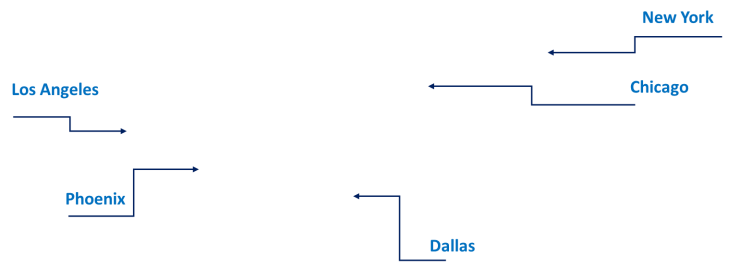 New York
Los Angeles
Chicago
Phoenix
Dallas